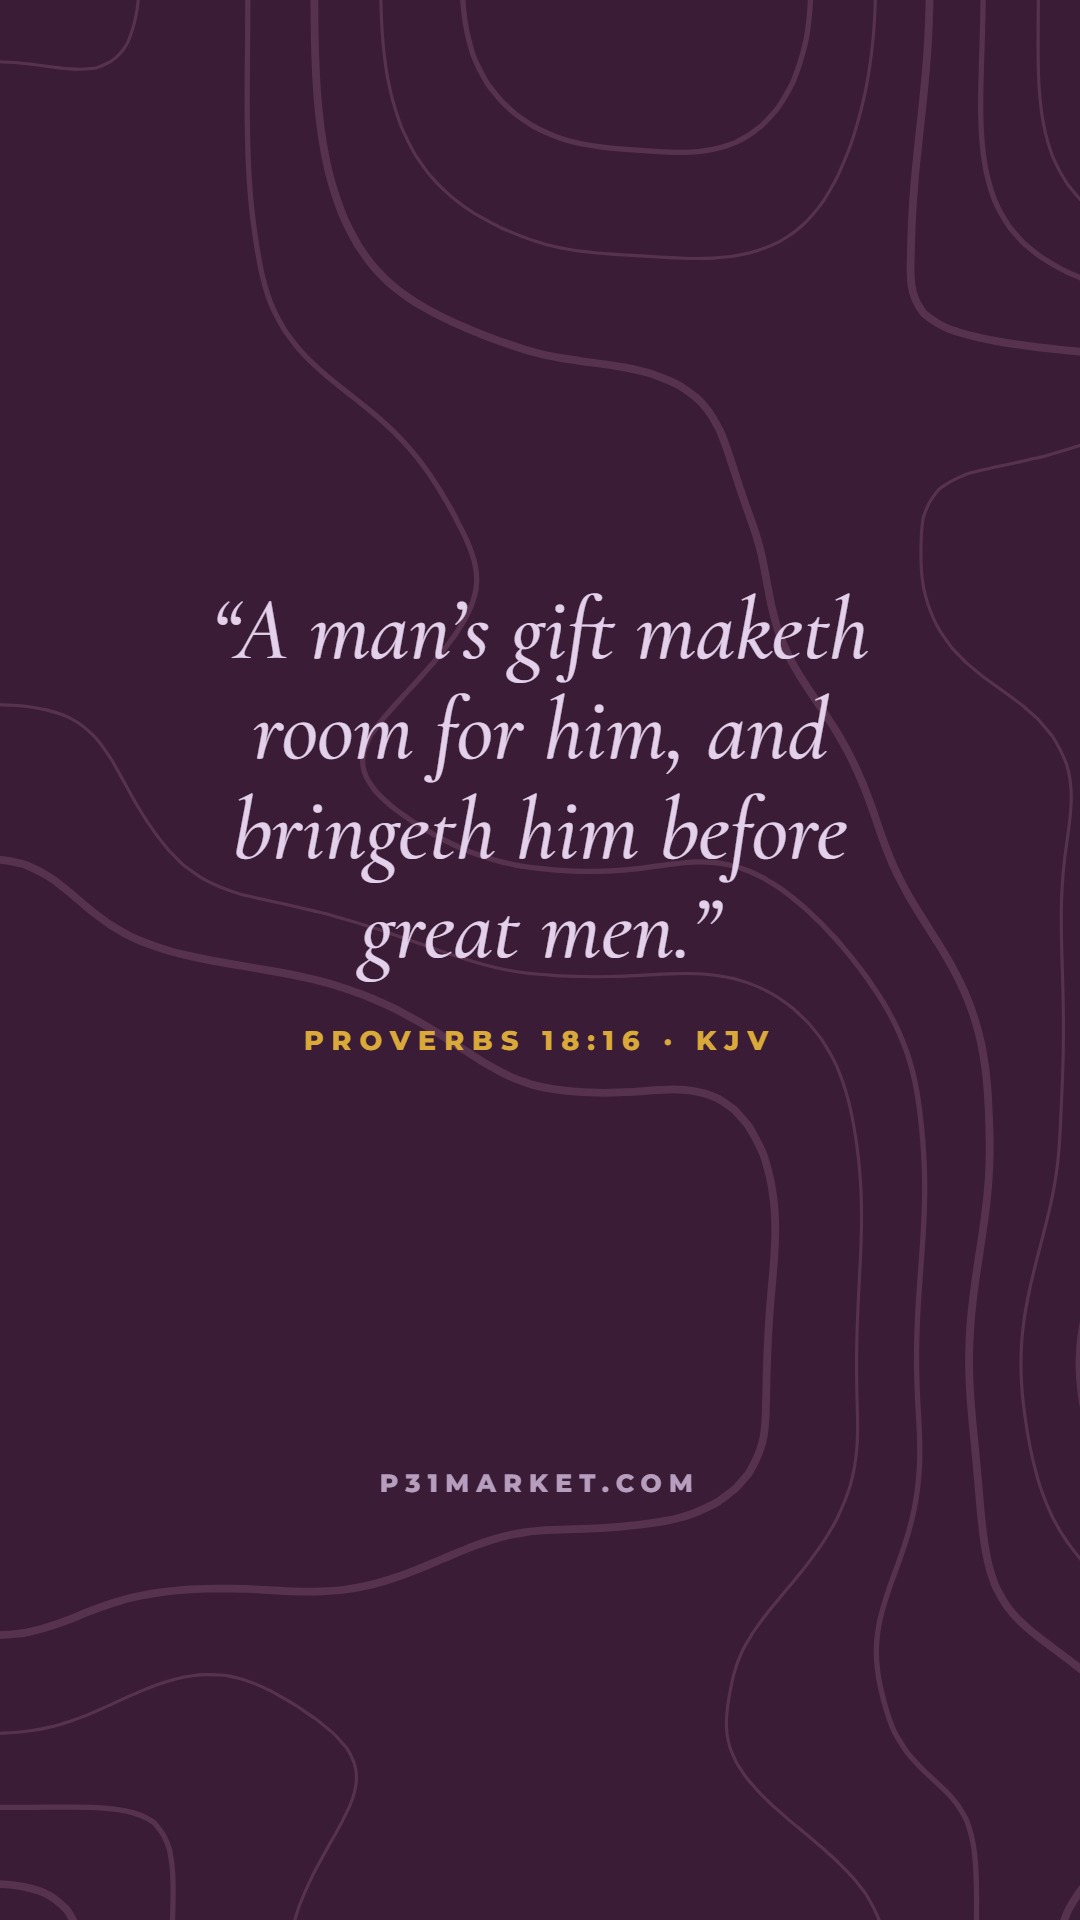 “A man’s gift maketh
room for him, and
bringeth him before
great men.”
PROVERBS 18:16 · KJV
P31MARKET.COM